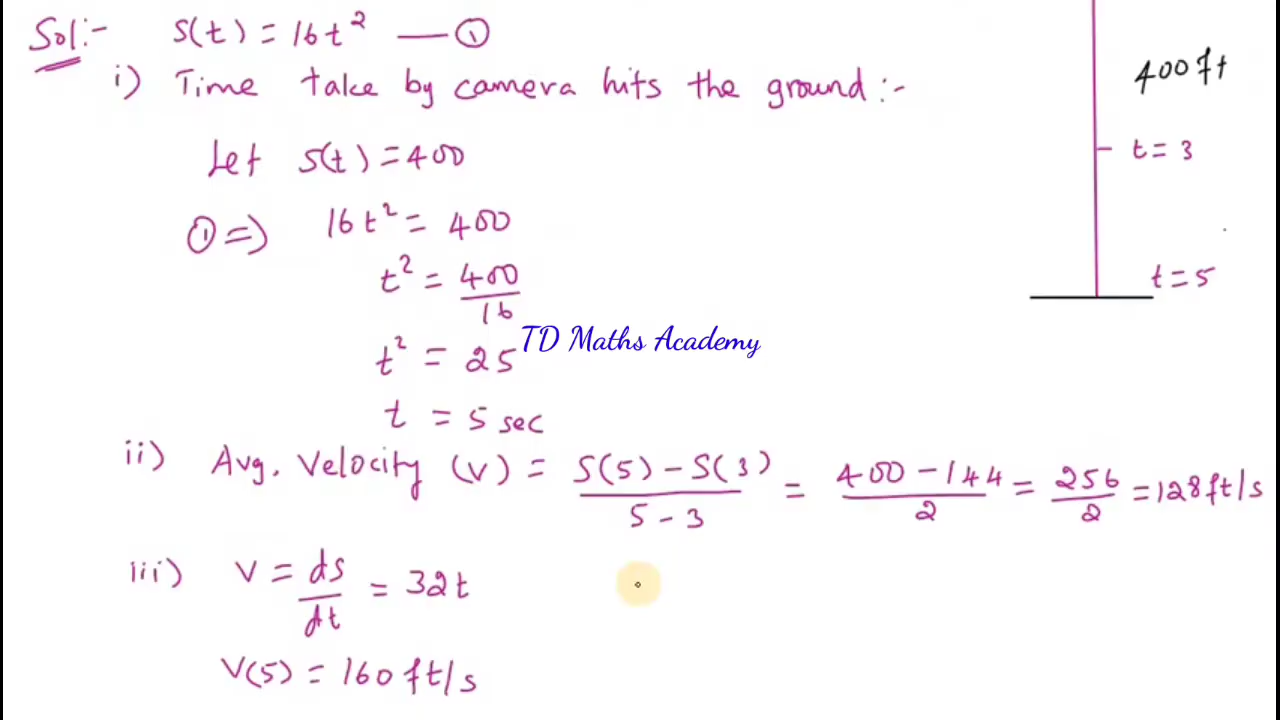 Sol:- S(t) = 16t² —— ①
i) Time take by camera hits the ground :-
400 ft
t = 3
Let S(t) = 400
① ⇒ 16t² = 400
t² = 400/16
t = 5
TD Maths Academy
t² = 25
t = 5 sec
ii) Avg. Velocity (V) = S(5) - S(3) / 5 - 3 = 400 - 144 / 2 = 256/2 = 128 ft/s
iii) V = ds/dt = 32t
V(5) = 160 ft/s